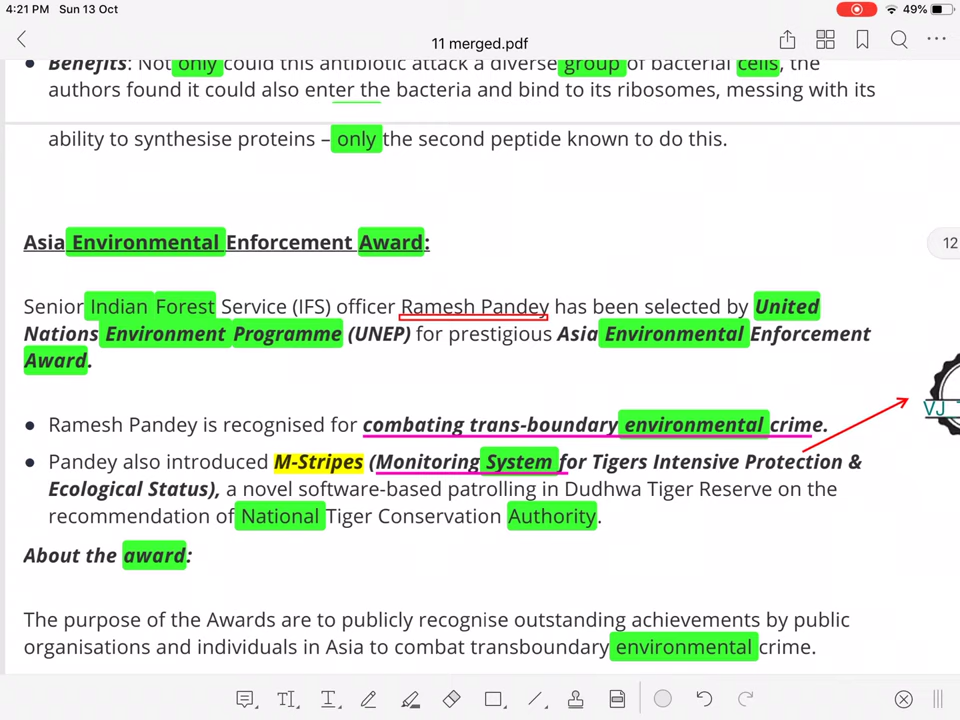 4:21 PM Sun 13 Oct 49%
11 merged.pdf
• Benefits: Not only could this antibiotic attack a diverse group of bacterial cells, the
authors found it could also enter the bacteria and bind to its ribosomes, messing with its
ability to synthesise proteins – only the second peptide known to do this.
Asia Environmental Enforcement Award:
12
Senior Indian Forest Service (IFS) officer Ramesh Pandey has been selected by United
Nations Environment Programme (UNEP) for prestigious Asia Environmental Enforcement
Award.
VJ_
• Ramesh Pandey is recognised for combating trans-boundary environmental crime.
• Pandey also introduced M-Stripes (Monitoring System for Tigers Intensive Protection &
Ecological Status), a novel software-based patrolling in Dudhwa Tiger Reserve on the
recommendation of National Tiger Conservation Authority.
About the award:
The purpose of the Awards are to publicly recognise outstanding achievements by public
organisations and individuals in Asia to combat transboundary environmental crime.